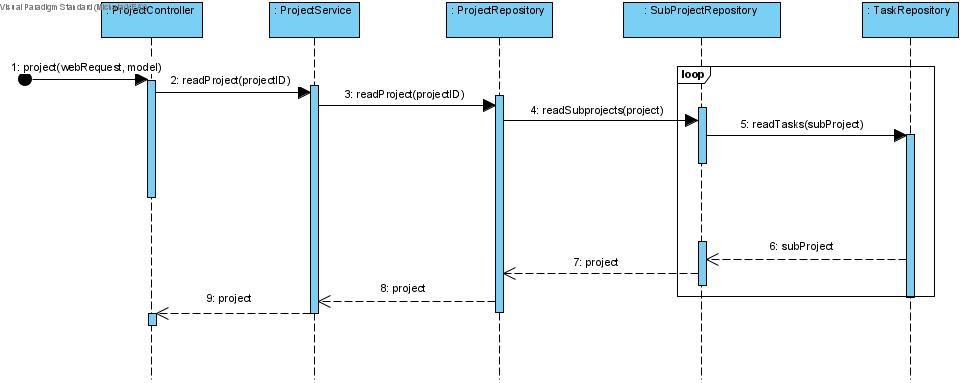 Visual Paradigm Standard
: ProjectController
: ProjectService
: ProjectRepository
: SubProjectRepository
: TaskRepository
1: project(webRequest, model)
2: readProject(projectID)
3: readProject(projectID)
loop
4: readSubprojects(project)
5: readTasks(subProject)
6: subProject
7: project
8: project
9: project